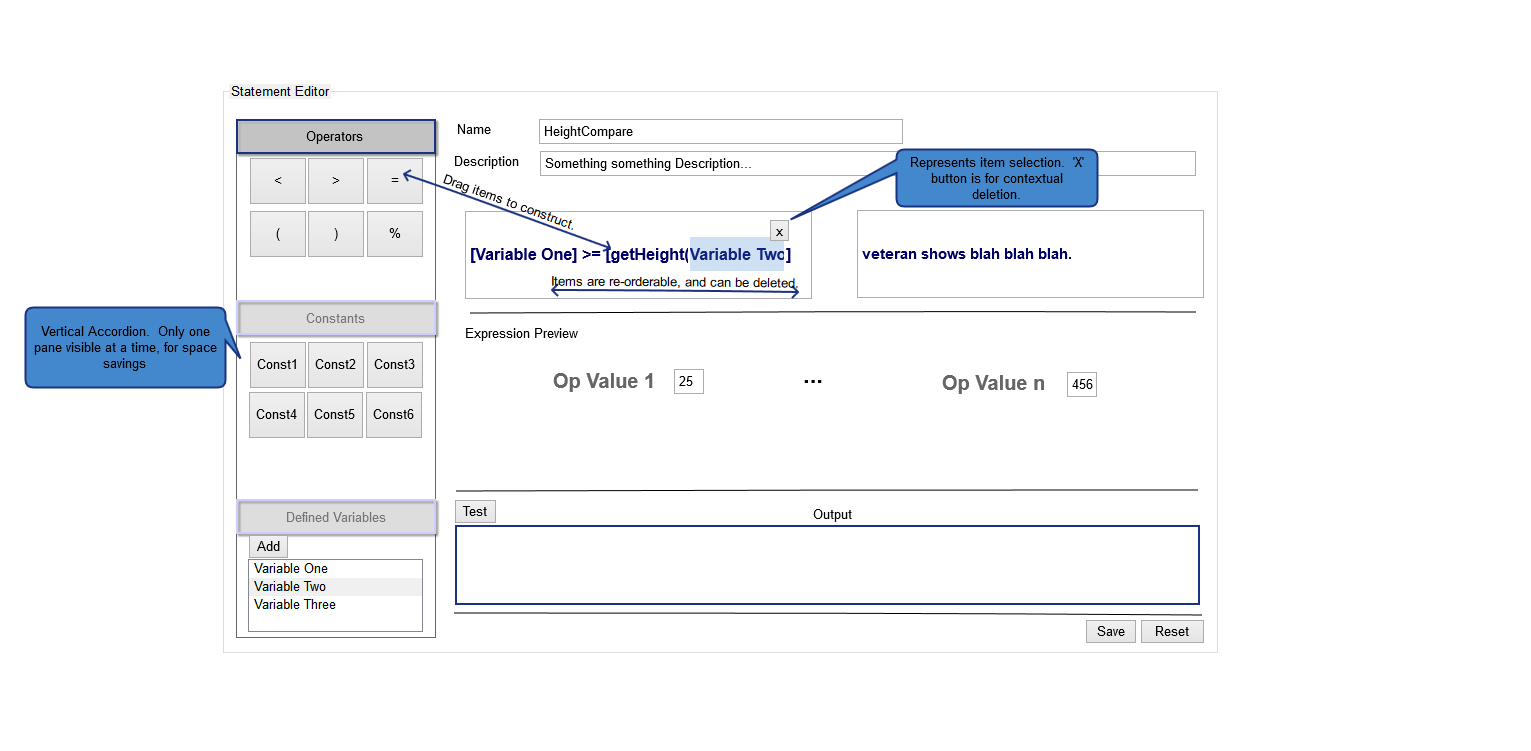 Statement Editor
Operators
< > =
( ) %
Constants
Const1 Const2 Const3
Const4 Const5 Const6
Defined Variables
Add
Variable One
Variable Two
Variable Three
Vertical Accordion. Only one
pane visible at a time, for space
savings
Name HeightCompare
Description Something something Description...
Represents item selection. 'X'
button is for contextual
deletion.
Drag items to construct.
x
[Variable One] >= [getHeight(Variable Two]
Items are re-orderable, and can be deleted.
veteran shows blah blah blah.
Expression Preview
Op Value 1 25 ... Op Value n 456
Test Output
Save Reset